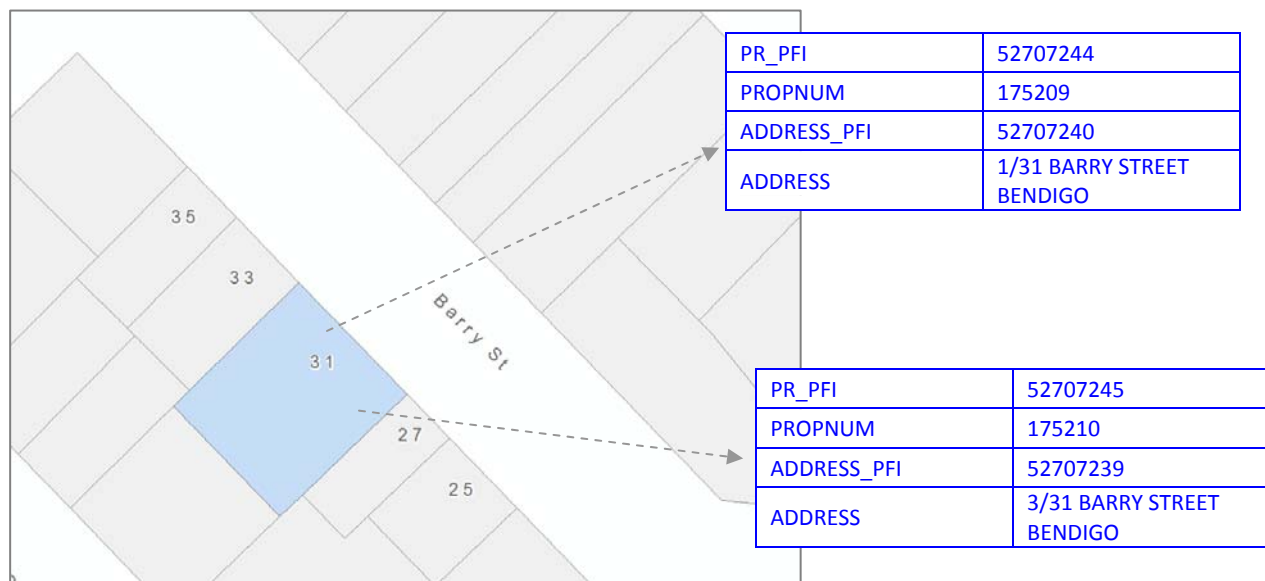 PR_PFI 52707244
PROPNUM 175209
ADDRESS_PFI 52707240
ADDRESS 1/31 BARRY STREET
BENDIGO
35
33
31
Barry St
27
25
PR_PFI 52707245
PROPNUM 175210
ADDRESS_PFI 52707239
ADDRESS 3/31 BARRY STREET
BENDIGO